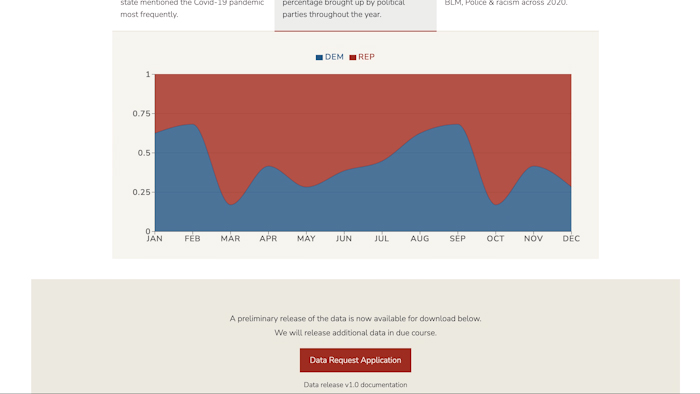 state mentioned the Covid-19 pandemic
most frequently.
percentage brought up by political
parties throughout the year.
BLM, Police & racism across 2020.
DEM REP
1
0.75
0.5
0.25
0
JAN FEB MAR APR MAY JUN JUL AUG SEP OCT NOV DEC
A preliminary release of the data is now available for download below.
We will release additional data in due course.
Data Request Application
Data release v1.0 documentation